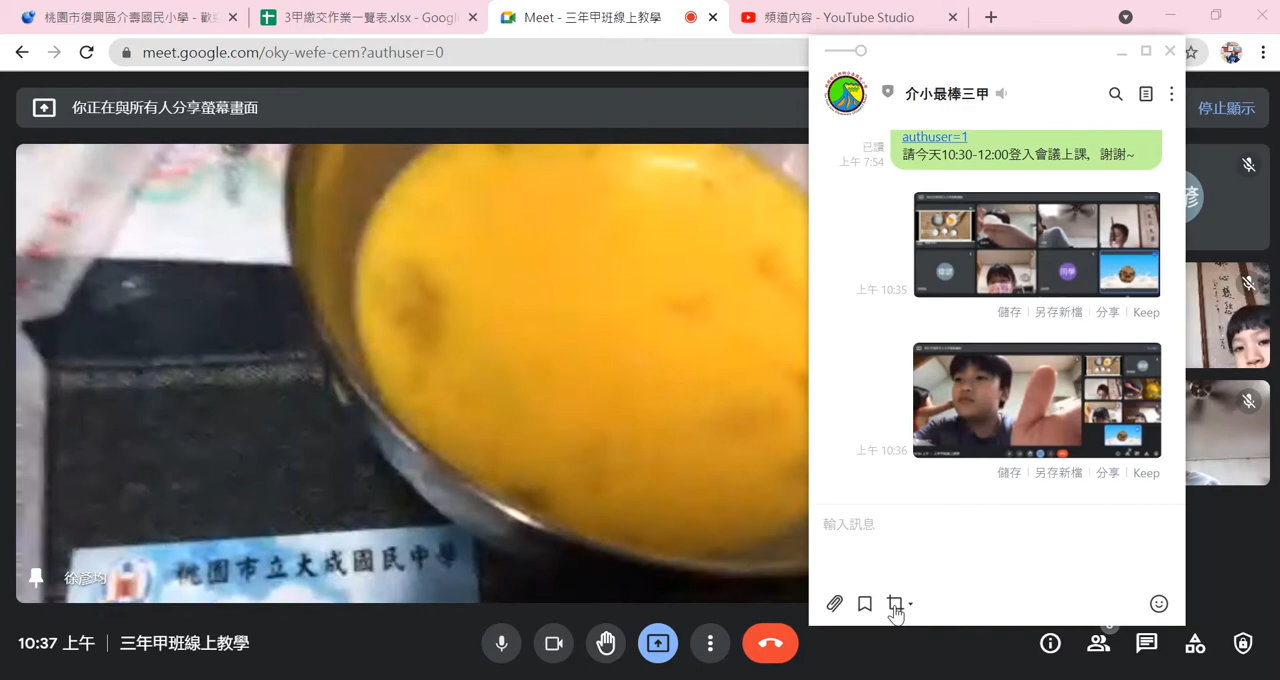 桃園市復興區介壽國民小學 - 歡迎
3甲繳交作業一覽表.xlsx - Google
Meet - 三年甲班線上教學
頻道內容 - YouTube Studio
meet.google.com/oky-wefe-cem?authuser=0
你正在與所有人分享螢幕畫面
停止顯示
介小最棒三甲
authuser=1
請今天10:30-12:00登入會議上課，謝謝~
已讀
上午 7:54
上午 10:35
儲存 另存新檔 分享 Keep
上午 10:36
儲存 另存新檔 分享 Keep
輸入訊息
桃園市立大成國民中學
徐彥均
10:37 上午 | 三年甲班線上教學